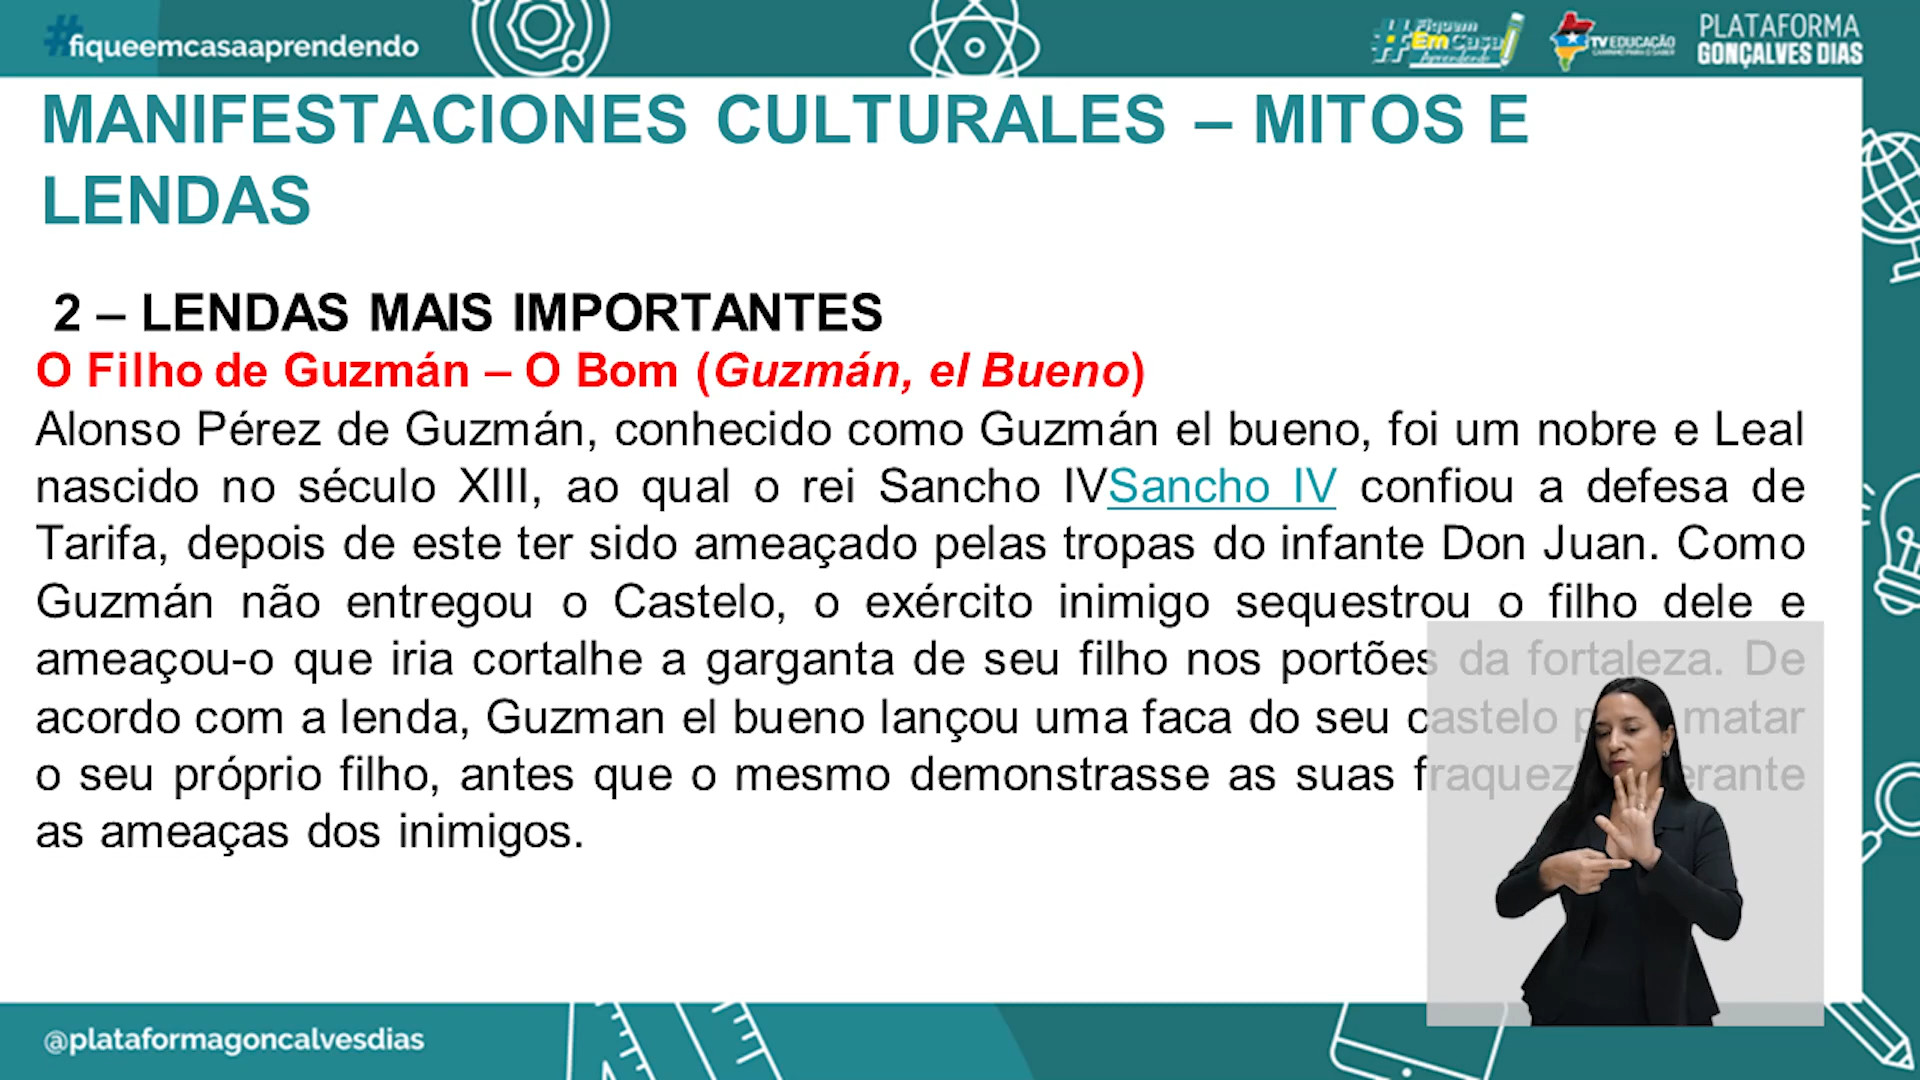 #fiqueemcasaaprendendo
#Fiquem Em Casa Aprendendo
TV EDUCAÇÃO
PLATAFORMA
GONÇALVES DIAS
MANIFESTACIONES CULTURALES – MITOS E
LENDAS
2 – LENDAS MAIS IMPORTANTES
O Filho de Guzmán – O Bom (Guzmán, el Bueno)
Alonso Pérez de Guzmán, conhecido como Guzmán el bueno, foi um nobre e Leal
nascido no século XIII, ao qual o rei Sancho IVSancho IV confiou a defesa de
Tarifa, depois de este ter sido ameaçado pelas tropas do infante Don Juan. Como
Guzmán não entregou o Castelo, o exército inimigo sequestrou o filho dele e
ameaçou-o que iria cortalhe a garganta de seu filho nos portões da fortaleza. De
acordo com a lenda, Guzman el bueno lançou uma faca do seu castelo matar
o seu próprio filho, antes que o mesmo demonstrasse as suas
as ameaças dos inimigos.
@plataformagoncalvesdias